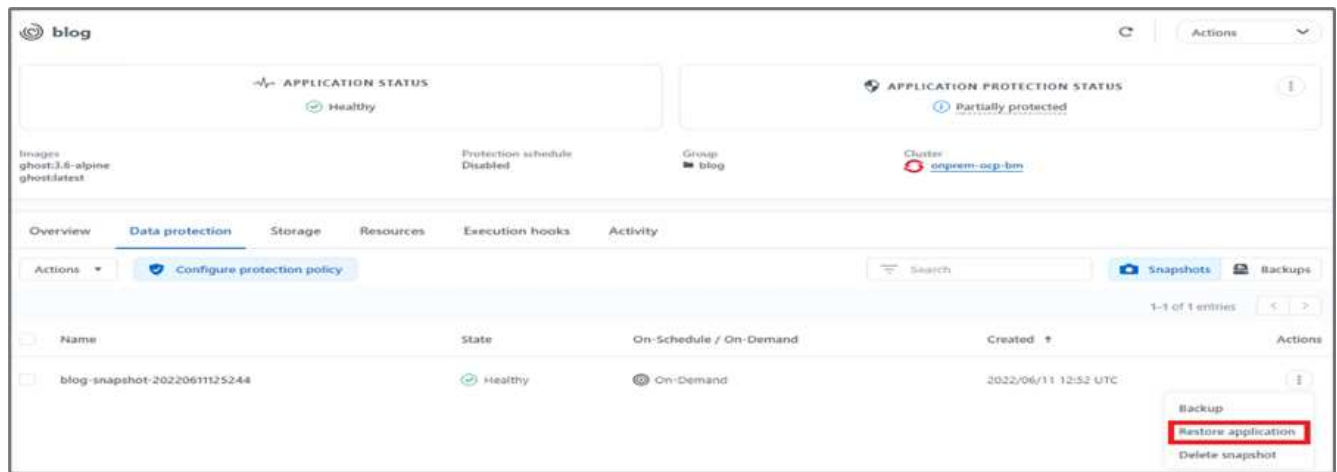 blog
Actions
APPLICATION STATUS
Healthy
APPLICATION PROTECTION STATUS
Partially protected
Images
ghost:3.6-alpine
ghost:latest
Protection schedule
Disabled
Group
blog
Cluster
onprem-ocp-bm
Overview Data protection Storage Resources Execution hooks Activity
Actions Configure protection policy Search Snapshots Backups
1-1 of 1 entries < >
Name State On-Schedule / On-Demand Created ↑ Actions
blog-snapshot-20220611125244 Healthy On-Demand 2022/06/11 12:52 UTC
Backup
Restore application
Delete snapshot